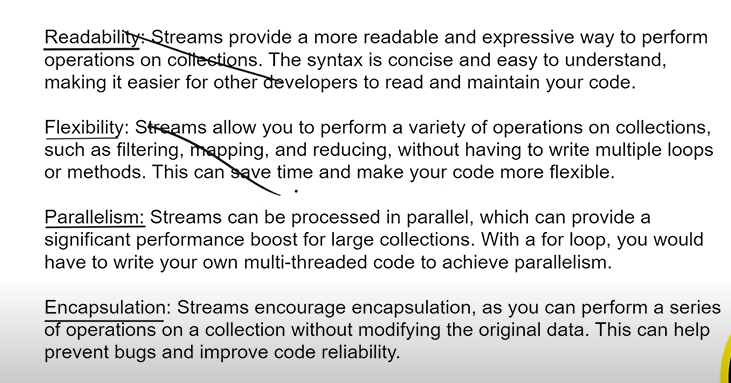 Readability: Streams provide a more readable and expressive way to perform
operations on collections. The syntax is concise and easy to understand,
making it easier for other developers to read and maintain your code.
Flexibility: Streams allow you to perform a variety of operations on collections,
such as filtering, mapping, and reducing, without having to write multiple loops
or methods. This can save time and make your code more flexible.
Parallelism: Streams can be processed in parallel, which can provide a
significant performance boost for large collections. With a for loop, you would
have to write your own multi-threaded code to achieve parallelism.
Encapsulation: Streams encourage encapsulation, as you can perform a series
of operations on a collection without modifying the original data. This can help
prevent bugs and improve code reliability.